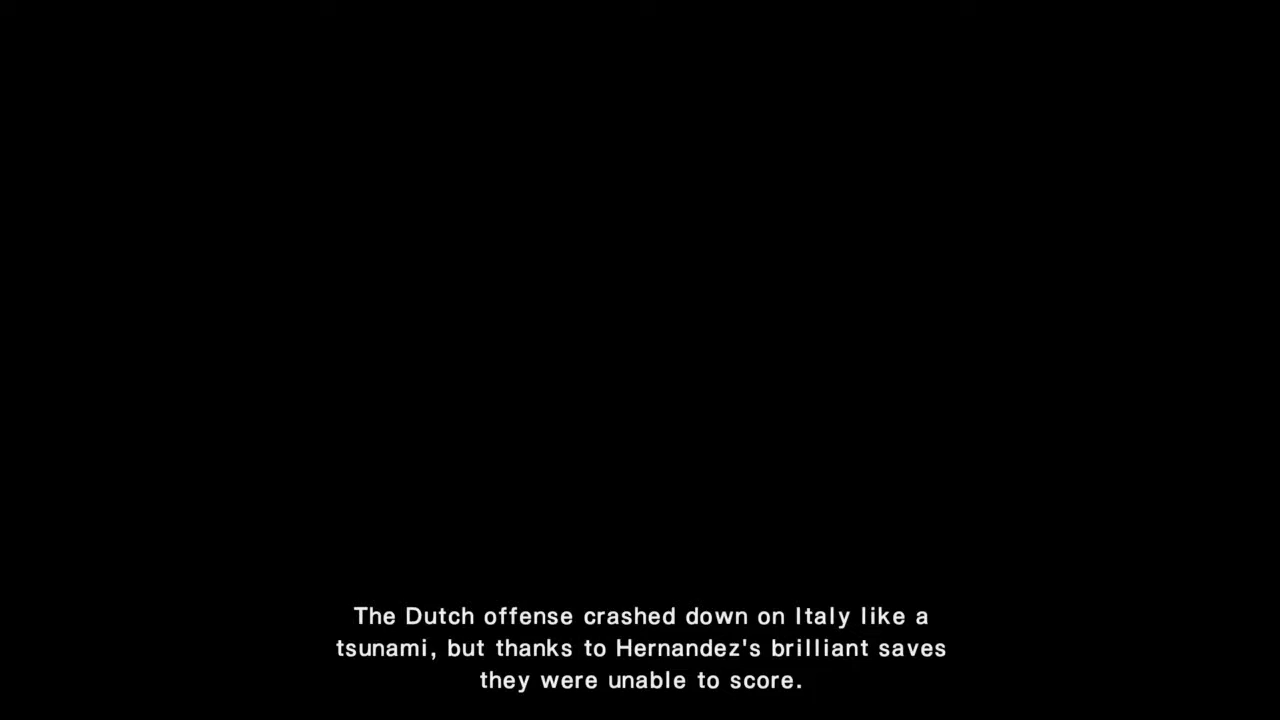 The Dutch offense crashed down on Italy like a
tsunami, but thanks to Hernandez's brilliant saves
they were unable to score.